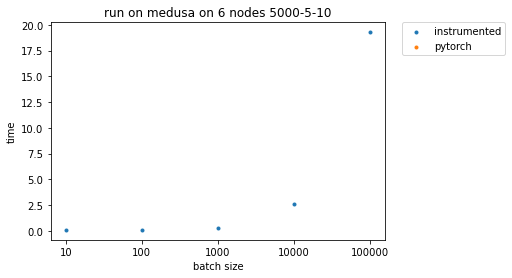 run on medusa on 6 nodes 5000-5-10
20.0
17.5
15.0
12.5
10.0
7.5
5.0
2.5
0.0
time
10 100 1000 10000 100000
batch size
instrumented
pytorch